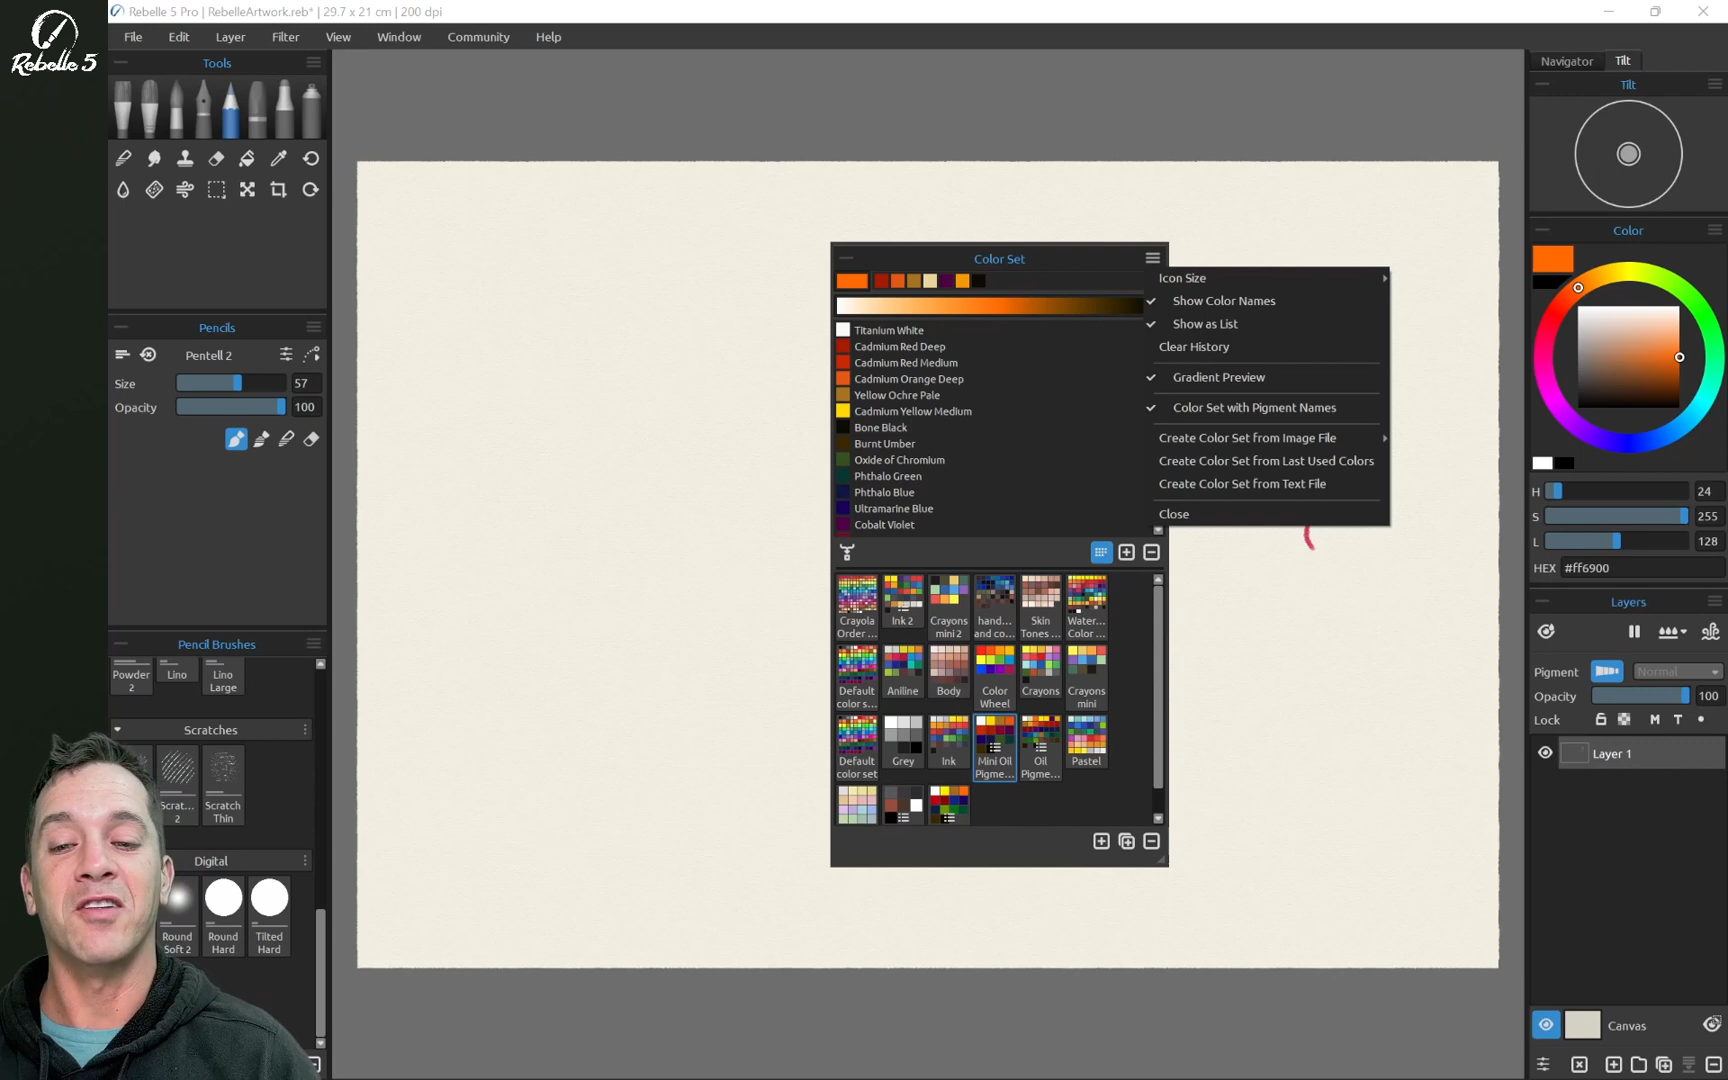 Rebelle 5
Rebelle 5 Pro | RebelleArtwork.reb* | 29.7 x 21 cm | 200 dpi
File Edit Layer Filter View Window Community Help
Tools
Pencils
Pentell 2
Size 57
Opacity 100
Pencil Brushes
Powder 2
Lino
Lino Large
Scratches
Scrat... 2
Scratch Thin
Digital
Round Soft 2
Round Hard
Tilted Hard
Color Set
Titanium White
Cadmium Red Deep
Cadmium Red Medium
Cadmium Orange Deep
Yellow Ochre Pale
Cadmium Yellow Medium
Bone Black
Burnt Umber
Oxide of Chromium
Phthalo Green
Phthalo Blue
Ultramarine Blue
Cobalt Violet
Crayola Order ...
Ink 2
Crayons mini 2
hand... and co...
Skin Tones ...
Water... Color ...
Default color s...
Aniline
Body
Color Wheel
Crayons
Crayons mini
Default color set
Grey
Ink
Mini Oil Pigme...
Oil Pigme...
Pastel
Icon Size
Show Color Names
Show as List
Clear History
Gradient Preview
Color Set with Pigment Names
Create Color Set from Image File
Create Color Set from Last Used Colors
Create Color Set from Text File
Close
Navigator Tilt
Tilt
Color
H 24
S 255
L 128
HEX #ff6900
Layers
Pigment Normal
Opacity 100
Lock M T
Layer 1
Canvas